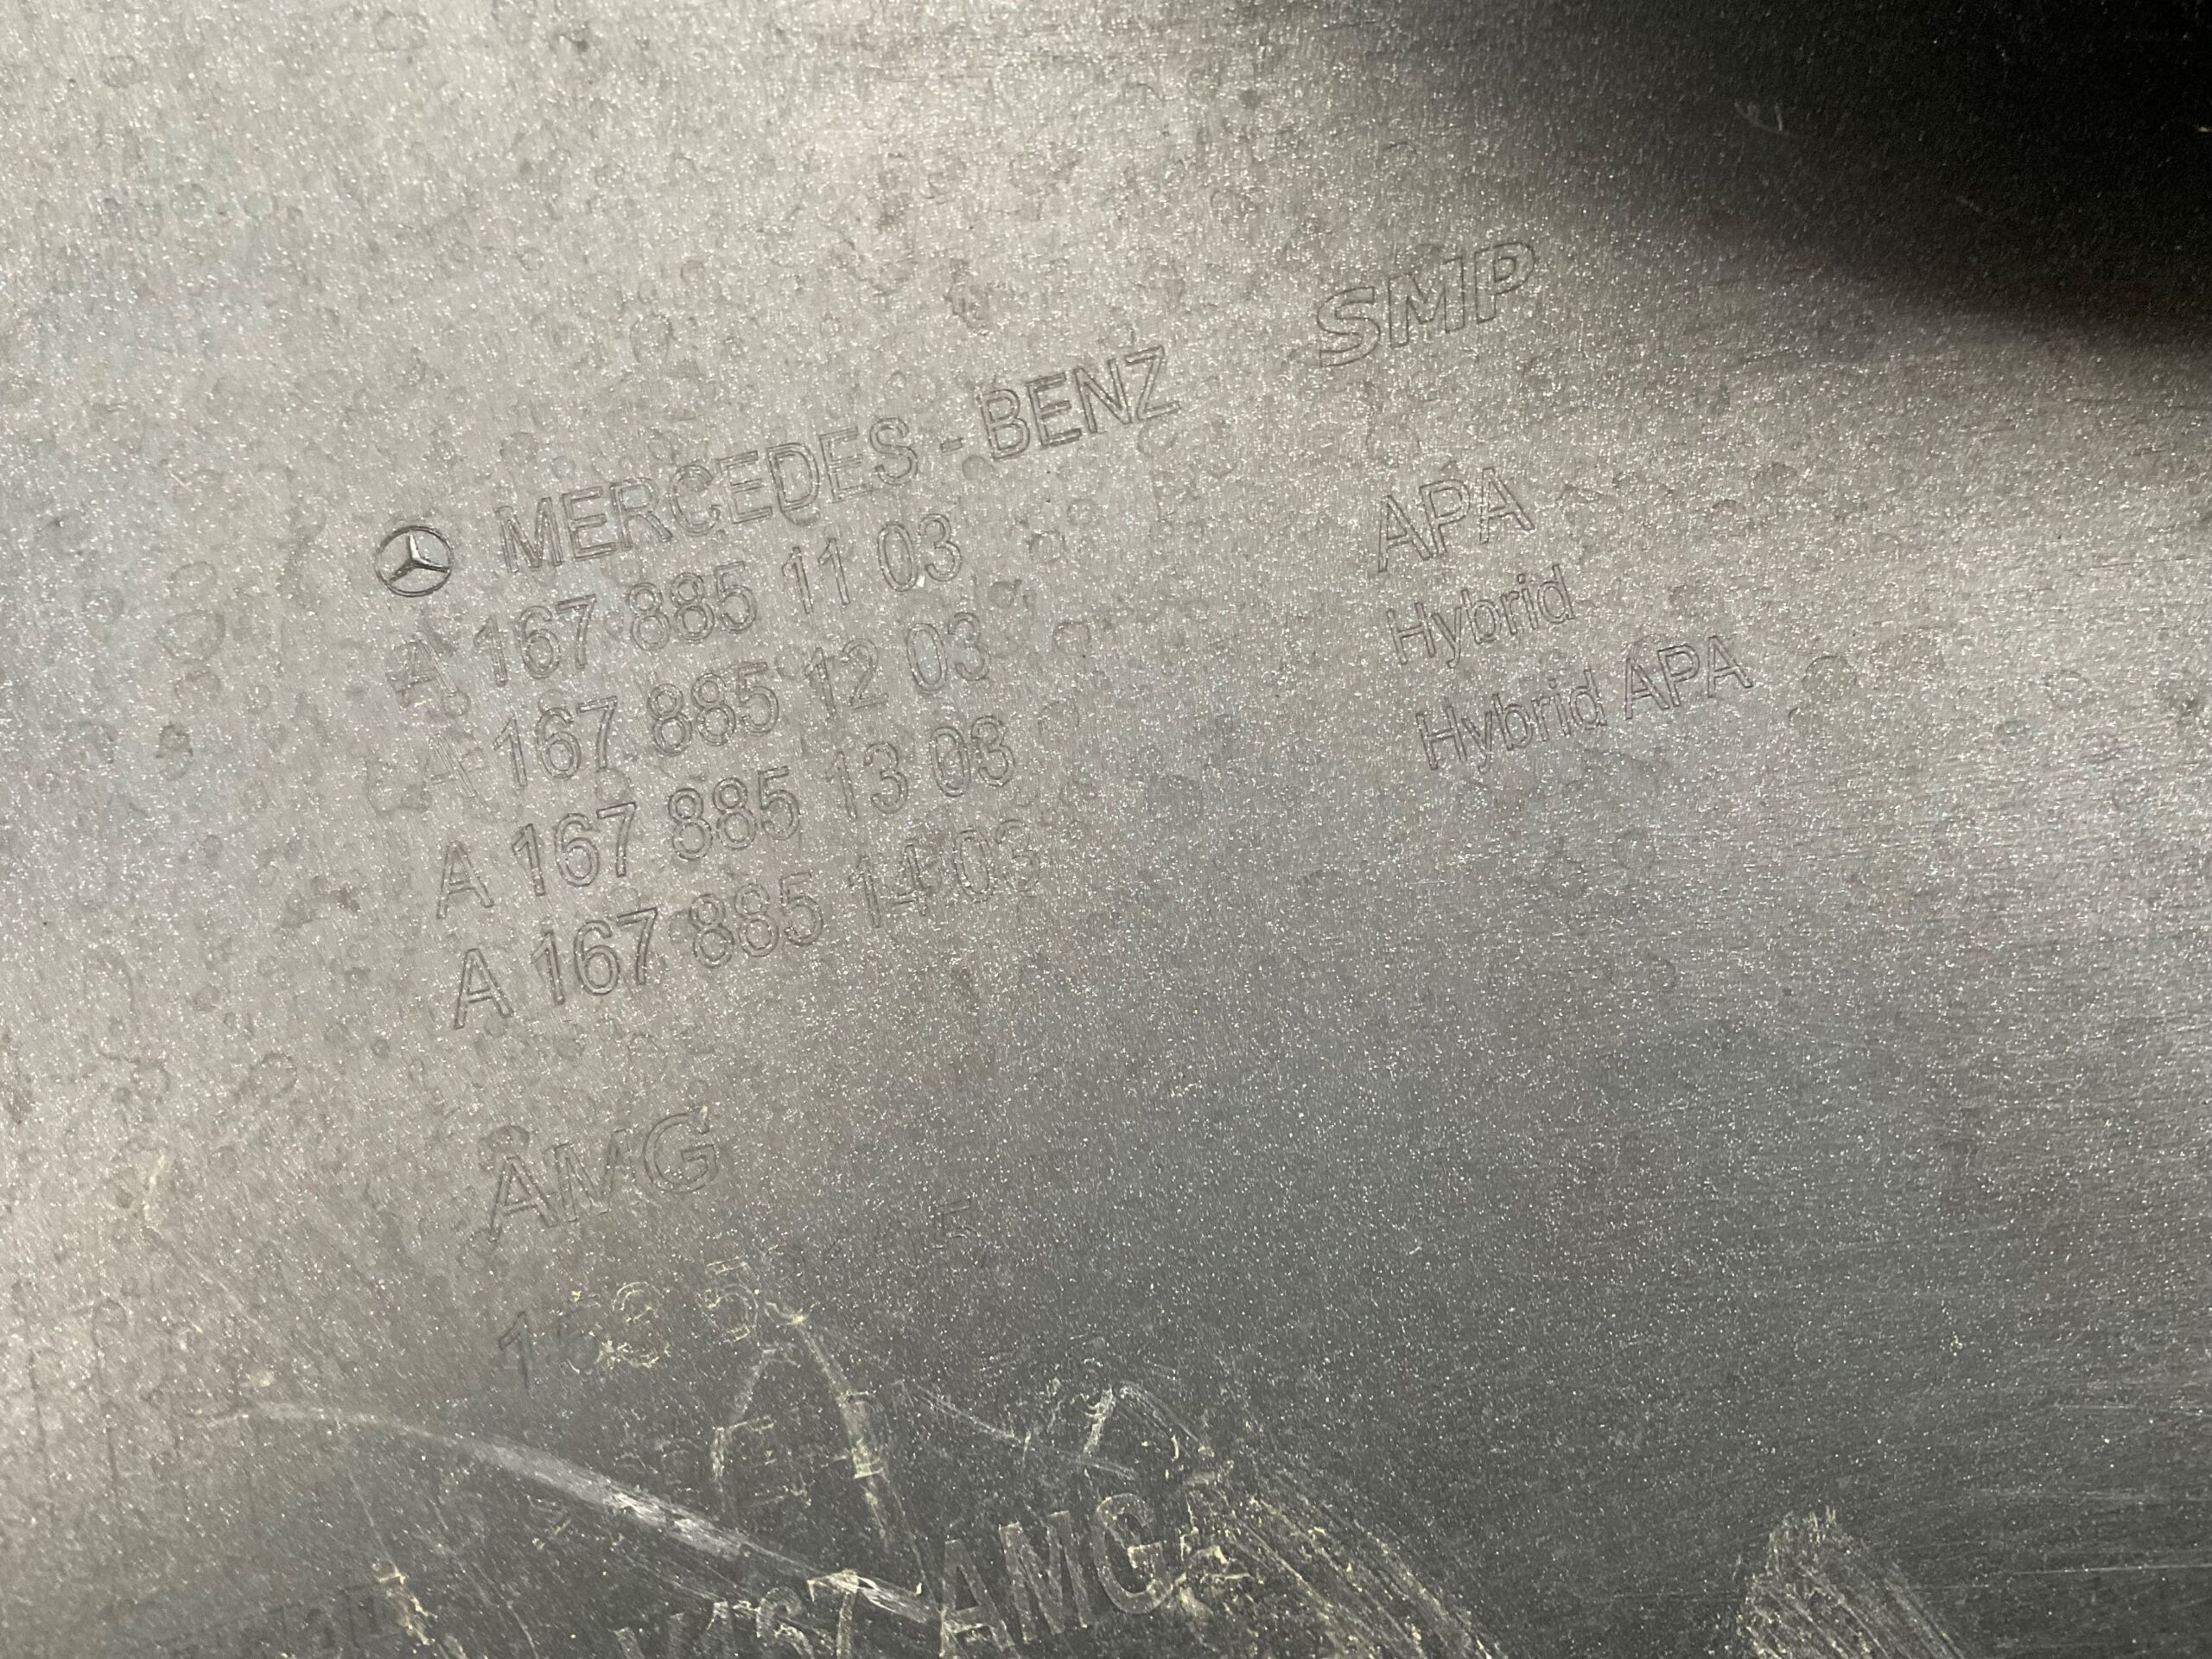 SMP
MERCEDES - BENZ
A 167 885 11 03
A 167 885 12 03 APA
A 167 885 13 03 Hybrid
A 167 885 14 03 Hybrid APA
AMG
AMG